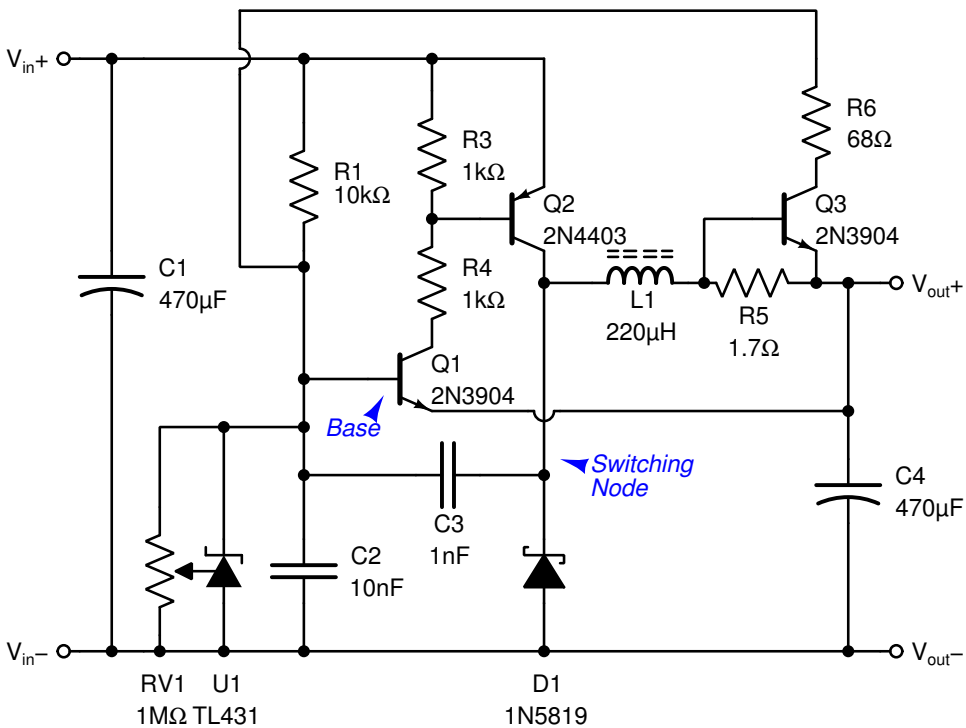 Vin+
R1
10kΩ
R3
1kΩ
R6
68Ω
Q2
2N4403
Q3
2N3904
C1
470µF
R4
1kΩ
L1
220µH
R5
1.7Ω
Vout+
Q1
2N3904
Base
Switching
Node
C4
470µF
C3
1nF
C2
10nF
Vin−
Vout−
RV1
1MΩ
U1
TL431
D1
1N5819